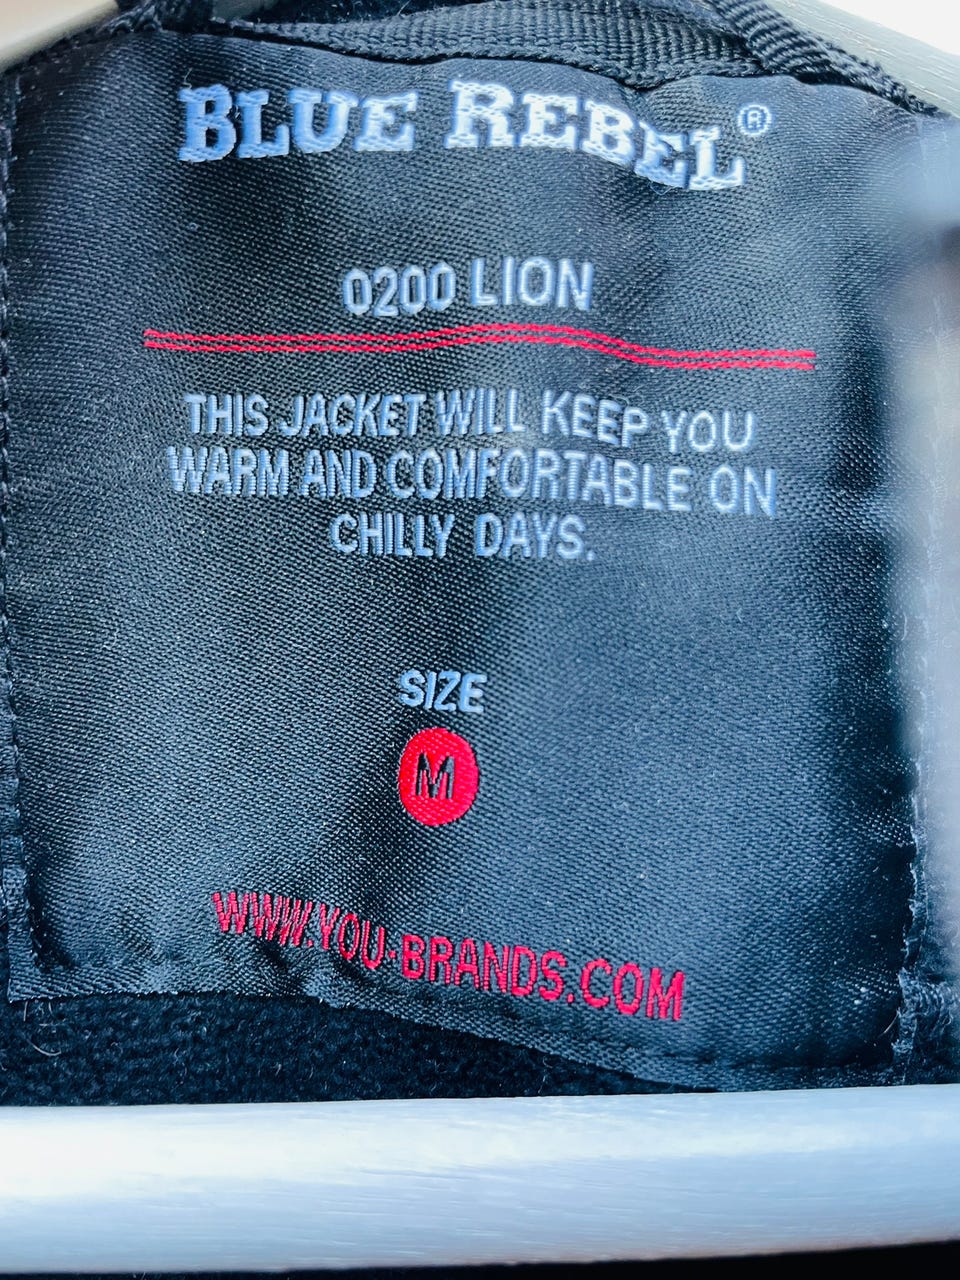 BLUE REBEL®
0200 LION
THIS JACKET WILL KEEP YOU
WARM AND COMFORTABLE ON
CHILLY DAYS.
SIZE
M
WWW.YOU-BRANDS.COM